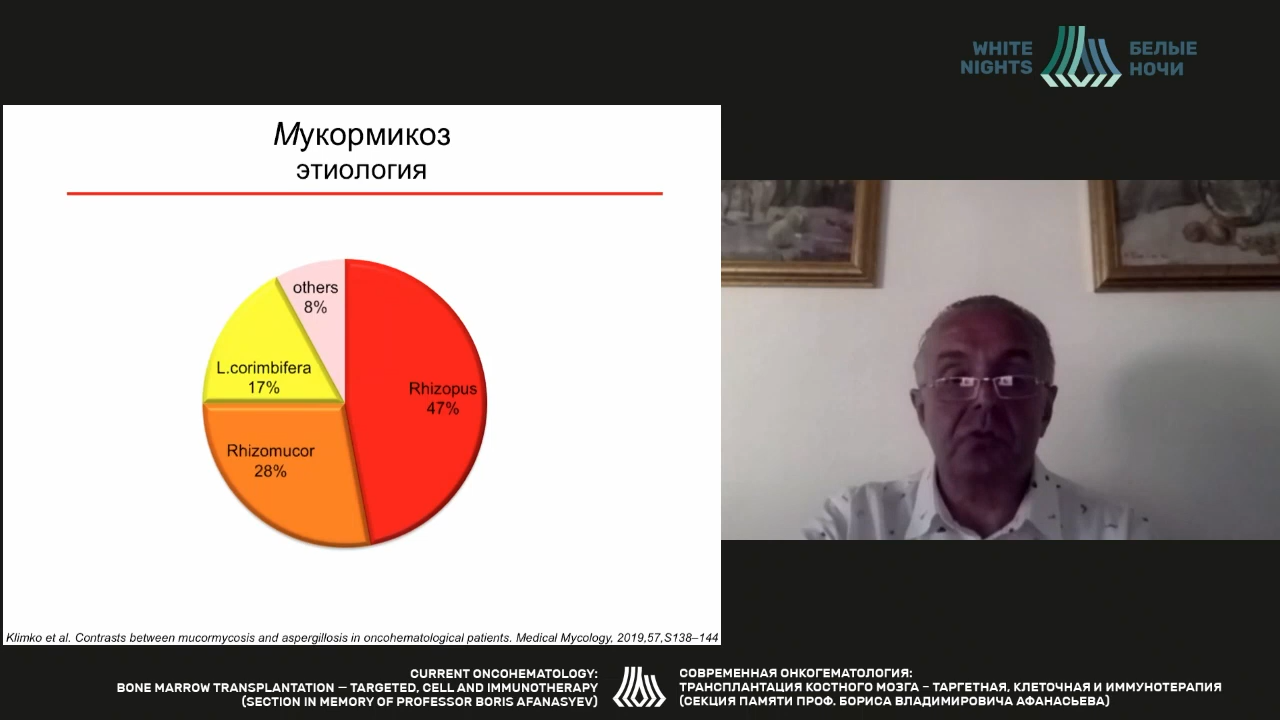 WHITE
NIGHTS
БЕЛЫЕ
НОЧИ
Мукормикоз
этиология
others
8%
L.corimbifera
17%
Rhizopus
47%
Rhizomucor
28%
Klimko et al. Contrasts between mucormycosis and aspergillosis in oncohematological patients. Medical Mycology, 2019,57,S138–144
CURRENT ONCOHEMATOLOGY:
BONE MARROW TRANSPLANTATION – TARGETED, CELL AND IMMUNOTHERAPY
(SECTION IN MEMORY OF PROFESSOR BORIS AFANASYEV)
СОВРЕМЕННАЯ ОНКОГЕМАТОЛОГИЯ:
ТРАНСПЛАНТАЦИЯ КОСТНОГО МОЗГА – ТАРГЕТНАЯ, КЛЕТОЧНАЯ И ИММУНОТЕРАПИЯ
(СЕКЦИЯ ПАМЯТИ ПРОФ. БОРИСА ВЛАДИМИРОВИЧА АФАНАСЬЕВА)